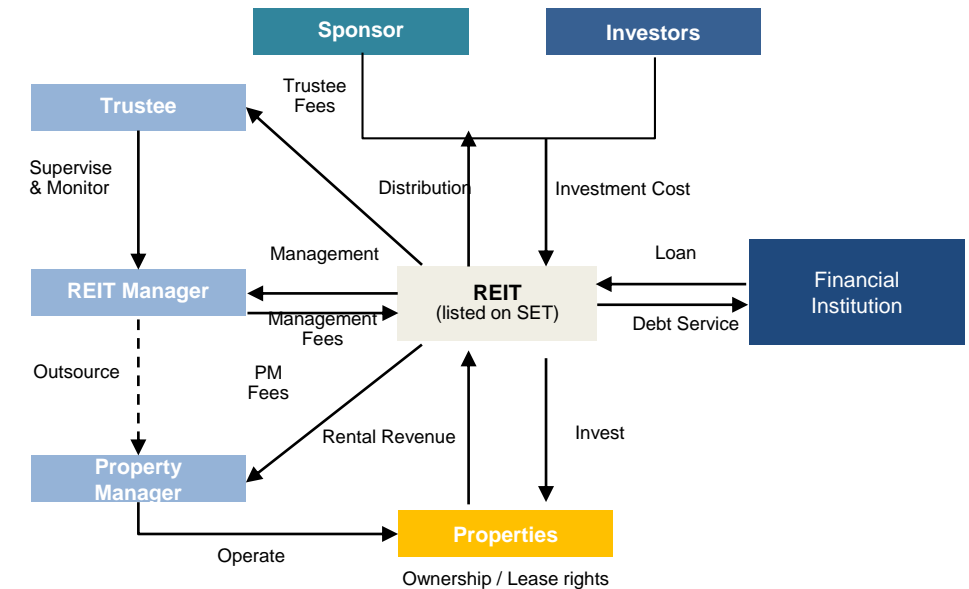 Sponsor
Investors
Trustee
Fees
Trustee
Supervise
& Monitor
Distribution
Investment Cost
Management
Loan
REIT Manager
REIT
(listed on SET)
Financial
Institution
Management
Fees
Debt Service
Outsource
PM
Fees
Rental Revenue
Invest
Property
Manager
Properties
Operate
Ownership / Lease rights